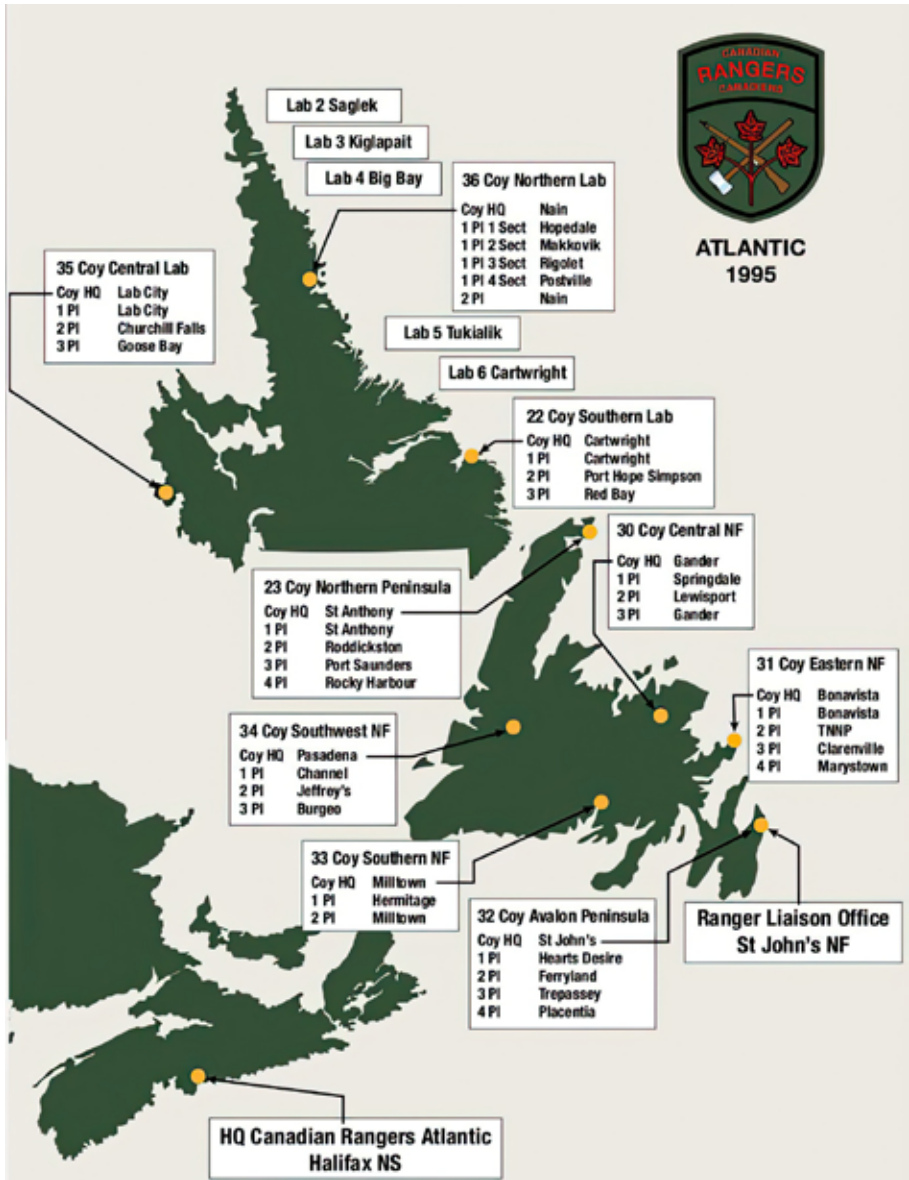 CANADIAN
RANGERS
CANADIENS
ATLANTIC
1995
Lab 2 Saglek
Lab 3 Kiglapait
Lab 4 Big Bay
36 Coy Northern Lab
Coy HQ Nain
1 Pl 1 Sect Hopedale
1 Pl 2 Sect Makkovik
1 Pl 3 Sect Rigolet
1 Pl 4 Sect Postville
2 Pl Nain
35 Coy Central Lab
Coy HQ Lab City
1 Pl Lab City
2 Pl Churchill Falls
3 Pl Goose Bay
Lab 5 Tukialik
Lab 6 Cartwright
22 Coy Southern Lab
Coy HQ Cartwright
1 Pl Cartwright
2 Pl Port Hope Simpson
3 Pl Red Bay
30 Coy Central NF
Coy HQ Gander
1 Pl Springdale
2 Pl Lewisport
3 Pl Gander
23 Coy Northern Peninsula
Coy HQ St Anthony
1 Pl St Anthony
2 Pl Roddickston
3 Pl Port Saunders
4 Pl Rocky Harbour
31 Coy Eastern NF
Coy HQ Bonavista
1 Pl Bonavista
2 Pl TNNP
3 Pl Clarenville
4 Pl Marystown
34 Coy Southwest NF
Coy HQ Pasadena
1 Pl Channel
2 Pl Jeffrey's
3 Pl Burgeo
33 Coy Southern NF
Coy HQ Milltown
1 Pl Hermitage
2 Pl Milltown
32 Coy Avalon Peninsula
Coy HQ St John's
1 Pl Hearts Desire
2 Pl Ferryland
3 Pl Trepassey
4 Pl Placentia
Ranger Liaison Office
St John's NF
HQ Canadian Rangers Atlantic
Halifax NS